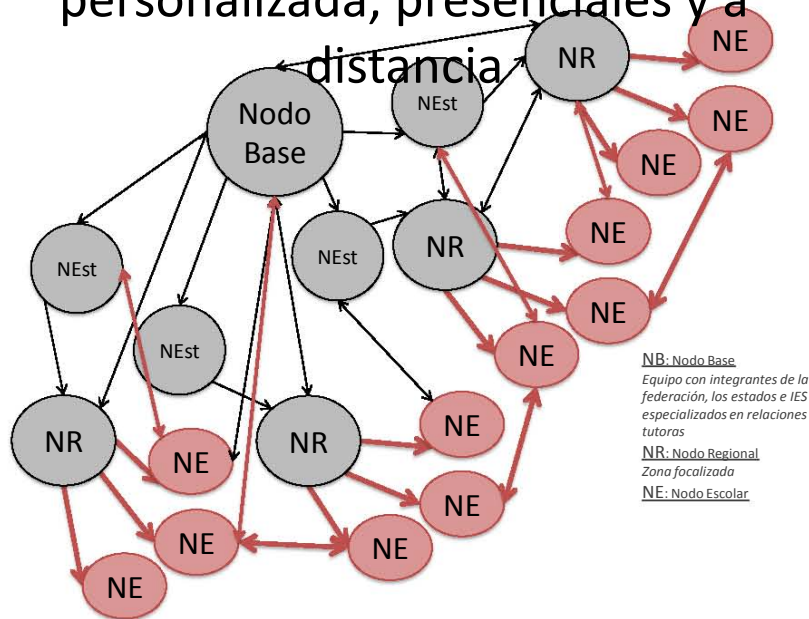 personalizada, presenciales y a
distancia
NE
NR
NEst
Nodo
Base
NE
NE
NE
NR
NEst
NEst
NE
NEst
NE
NB: Nodo Base
Equipo con integrantes de la
federación, los estados e IES
especializados en relaciones
tutoras
NR: Nodo Regional
Zona focalizada
NE: Nodo Escolar
NR
NR
NE
NE
NE
NE
NE
NE